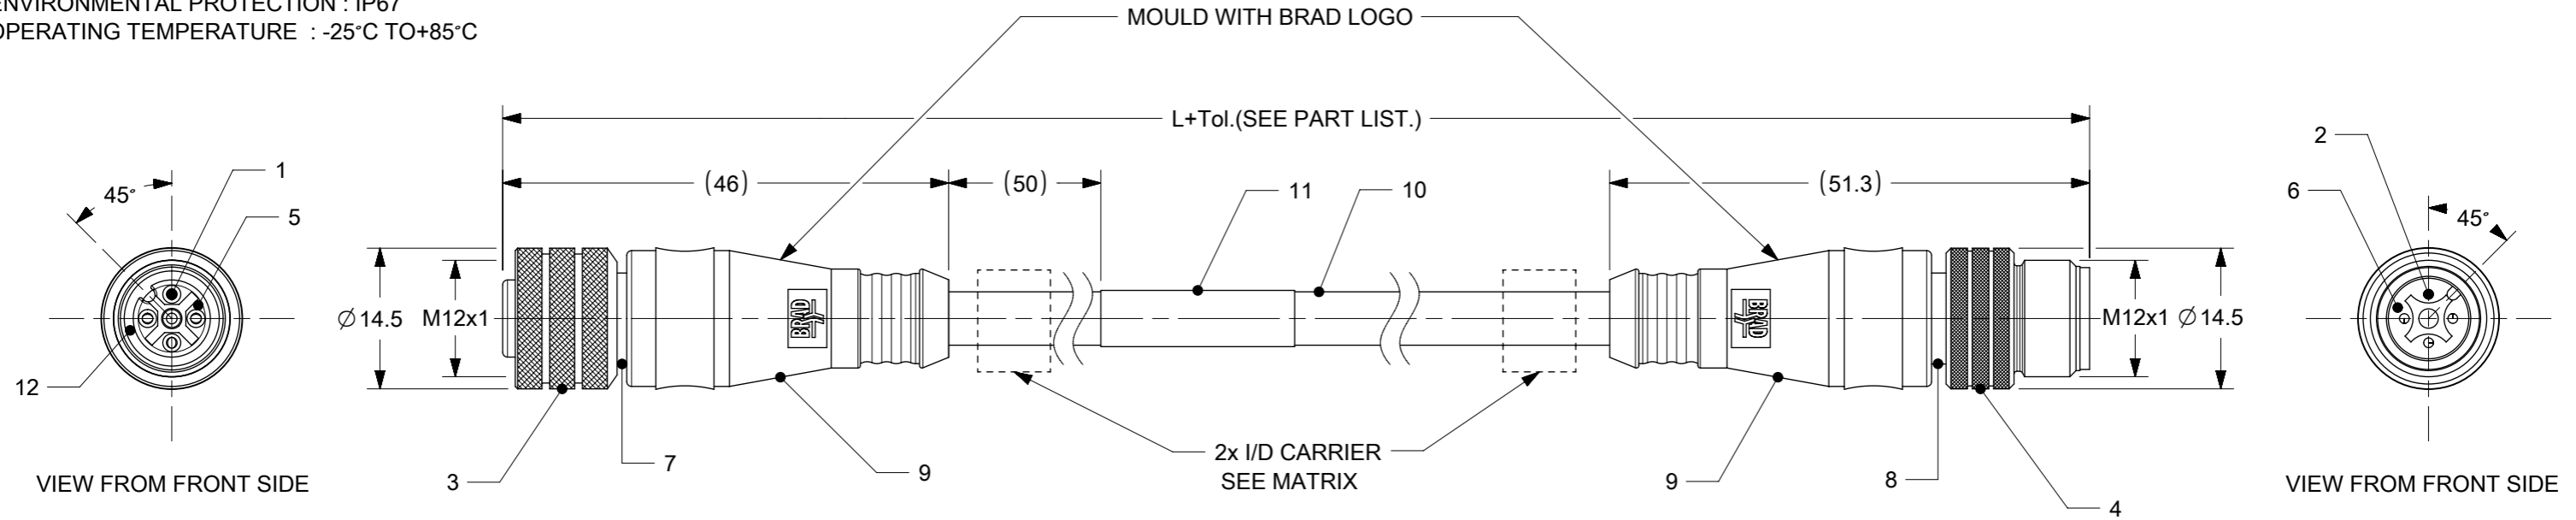 ENVIRONMENTAL PROTECTION : IP67
OPERATING TEMPERATURE : -25°C TO+85°C
MOULD WITH BRAD LOGO
L+Tol.(SEE PART LIST.)
(46)
(50)
(51.3)
45°
1
5
12
VIEW FROM FRONT SIDE
Ø14.5
M12x1
BRAD
3
7
9
11
10
2x I/D CARRIER
SEE MATRIX
BRAD
9
8
4
M12x1
Ø14.5
2
6
45°
VIEW FROM FRONT SIDE